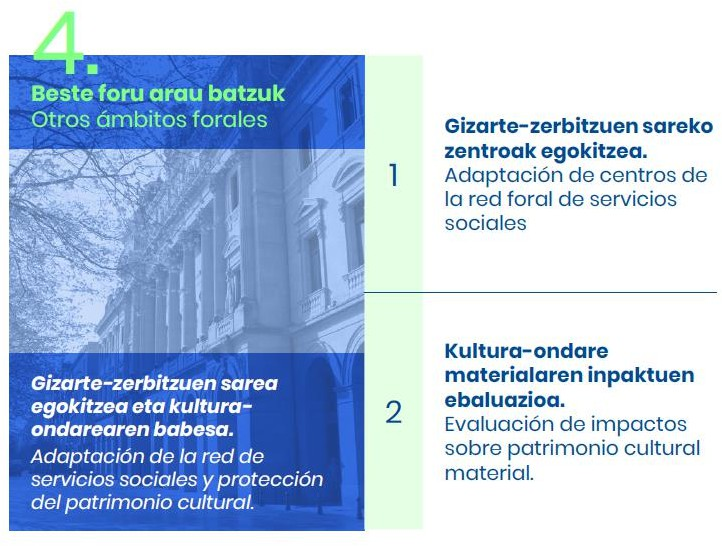 4.
Beste foru arau batzuk
Otros ámbitos forales
Gizarte-zerbitzuen sarea
egokitzea eta kultura-
ondarearen babesa.
Adaptación de la red de
servicios sociales y protección
del patrimonio cultural.
1
Gizarte-zerbitzuen sareko
zentroak egokitzea.
Adaptación de centros de
la red foral de servicios
sociales
2
Kultura-ondare
materialaren inpaktuen
ebaluazioa.
Evaluación de impactos
sobre patrimonio cultural
material.